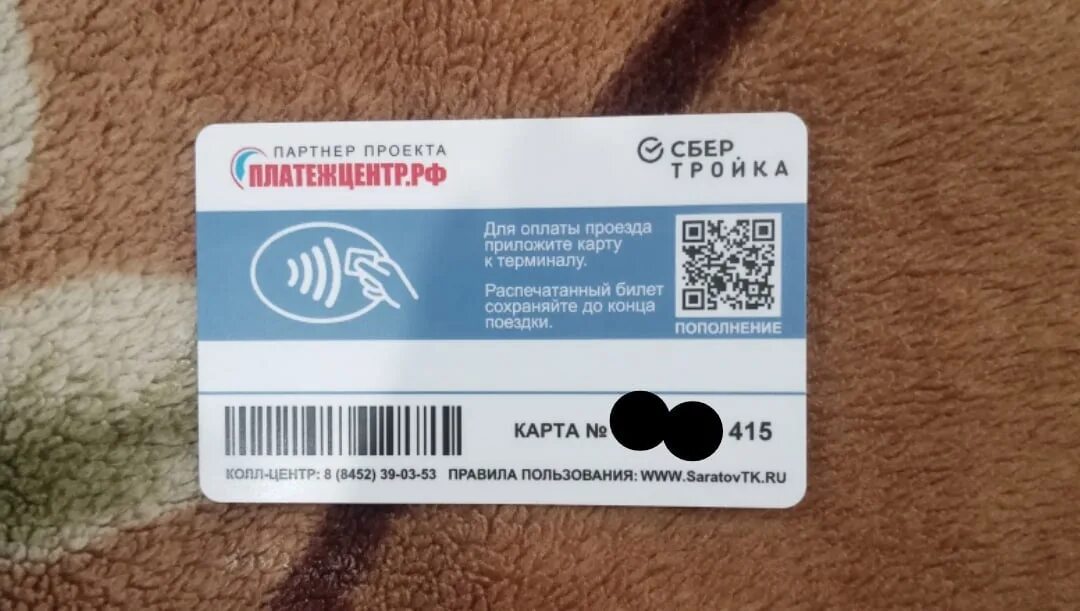 ПАРТНЕР ПРОЕКТА
ПЛАТЕЖЦЕНТР.РФ
СБЕР
ТРОЙКА
Для оплаты проезда
приложите карту
к терминалу.
Распечатанный билет
сохраняйте до конца
поездки.
ПОПОЛНЕНИЕ
КАРТА № 415
КОЛЛ-ЦЕНТР: 8 (8452) 39-03-53 ПРАВИЛА ПОЛЬЗОВАНИЯ: WWW.SaratovTK.RU